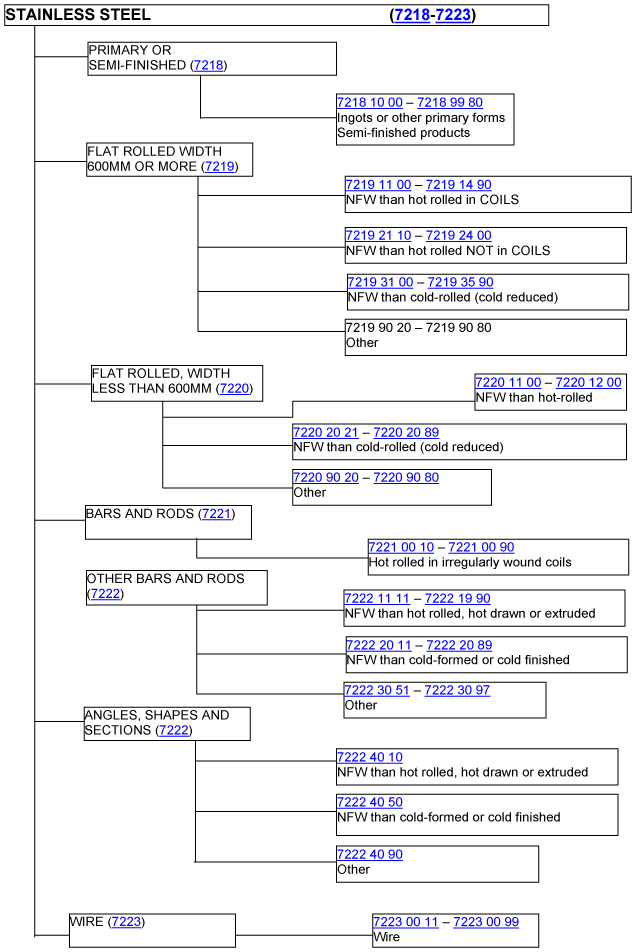 STAINLESS STEEL (7218-7223)
PRIMARY OR
SEMI-FINISHED (7218)
7218 10 00 – 7218 99 80
Ingots or other primary forms
Semi-finished products
FLAT ROLLED WIDTH
600MM OR MORE (7219)
7219 11 00 – 7219 14 90
NFW than hot rolled in COILS
7219 21 10 – 7219 24 00
NFW than hot rolled NOT in COILS
7219 31 00 – 7219 35 90
NFW than cold-rolled (cold reduced)
7219 90 20 – 7219 90 80
Other
FLAT ROLLED, WIDTH
LESS THAN 600MM (7220)
7220 11 00 – 7220 12 00
NFW than hot-rolled
7220 20 21 – 7220 20 89
NFW than cold-rolled (cold reduced)
7220 90 20 – 7220 90 80
Other
BARS AND RODS (7221)
7221 00 10 – 7221 00 90
Hot rolled in irregularly wound coils
OTHER BARS AND RODS
(7222)
7222 11 11 – 7222 19 90
NFW than hot rolled, hot drawn or extruded
7222 20 11 – 7222 20 89
NFW than cold-formed or cold finished
7222 30 51 – 7222 30 97
Other
ANGLES, SHAPES AND
SECTIONS (7222)
7222 40 10
NFW than hot rolled, hot drawn or extruded
7222 40 50
NFW than cold-formed or cold finished
7222 40 90
Other
WIRE (7223)
7223 00 11 – 7223 00 99
Wire